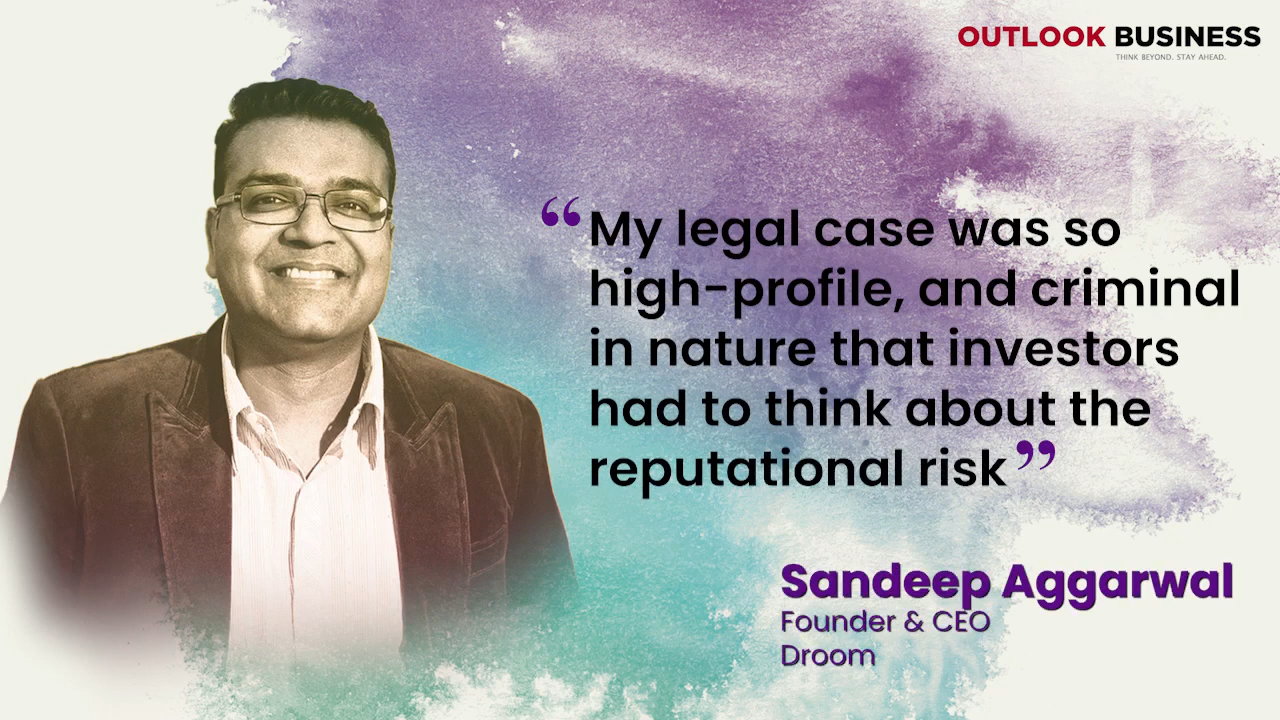 OUTLOOK BUSINESS
THINK BEYOND. STAY AHEAD.
“My legal case was so
high-profile, and criminal
in nature that investors
had to think about the
reputational risk”
Sandeep Aggarwal
Founder & CEO
Droom